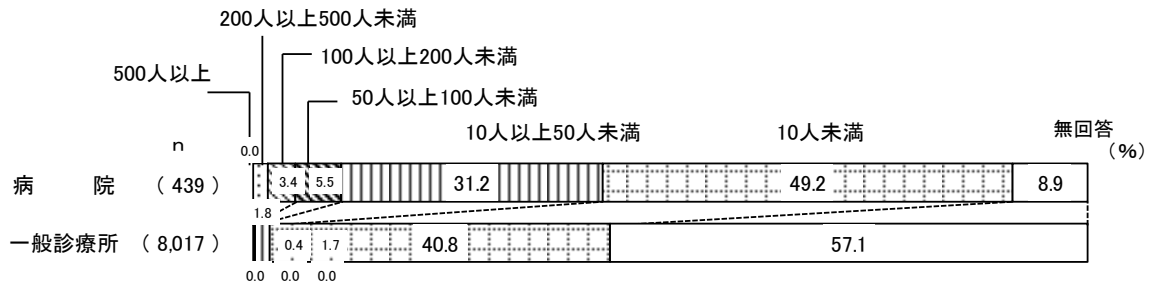 200人以上500人未満
100人以上200人未満
500人以上
50人以上100人未満
10人以上50人未満 10人未満 無回答
n 0.0 （％）
病 院 （ 439 ） 3.4 5.5 31.2 49.2 8.9
1.8
一般診療所 （ 8,017 ） 0.4 1.7 40.8 57.1
0.0 0.0 0.0